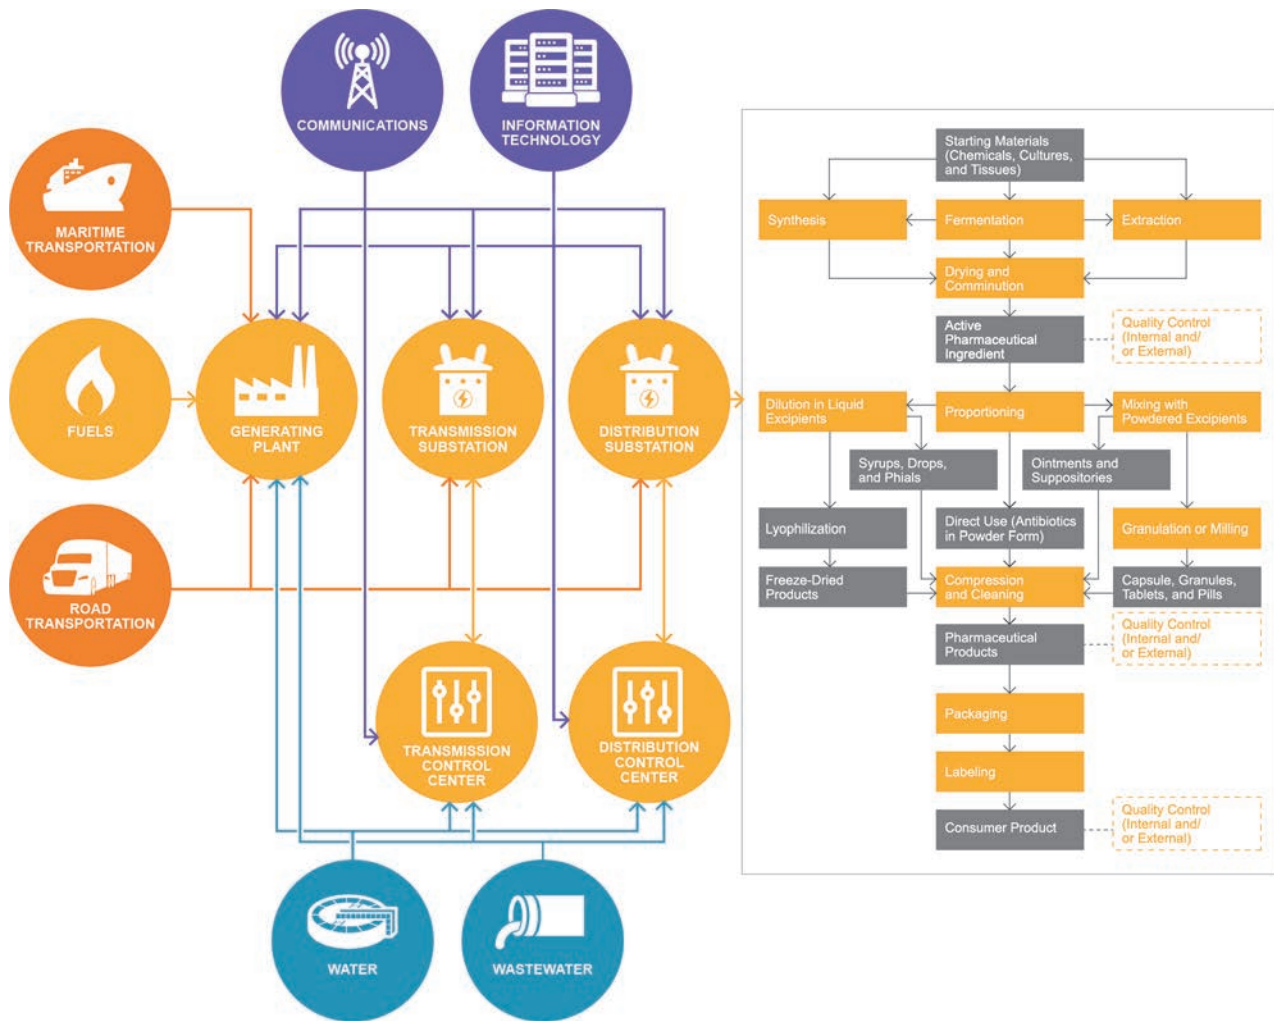 COMMUNICATIONS
INFORMATION
TECHNOLOGY
MARITIME
TRANSPORTATION
FUELS
GENERATING
PLANT
TRANSMISSION
SUBSTATION
DISTRIBUTION
SUBSTATION
ROAD
TRANSPORTATION
TRANSMISSION
CONTROL
CENTER
DISTRIBUTION
CONTROL
CENTER
WATER
WASTEWATER
Starting Materials
(Chemicals, Cultures,
and Tissues)
Synthesis
Fermentation
Extraction
Drying and
Comminution
Active
Pharmaceutical
Ingredient
Quality Control
(Internal and/
or External)
Dilution in Liquid
Excipients
Proportioning
Mixing with
Powdered Excipients
Syrups, Drops,
and Phials
Ointments and
Suppositories
Lyophilization
Direct Use (Antibiotics
in Powder Form)
Granulation or Milling
Freeze-Dried
Products
Compression
and Cleaning
Capsule, Granules,
Tablets, and Pills
Pharmaceutical
Products
Quality Control
(Internal and/
or External)
Packaging
Labeling
Consumer Product
Quality Control
(Internal and/
or External)